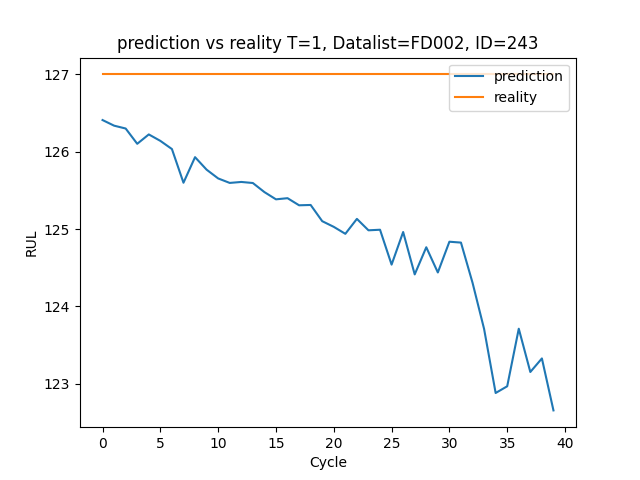 prediction vs reality T=1, Datalist=FD002, ID=243
127
126
125
124
123
RUL
prediction
reality
0 5 10 15 20 25 30 35 40
Cycle